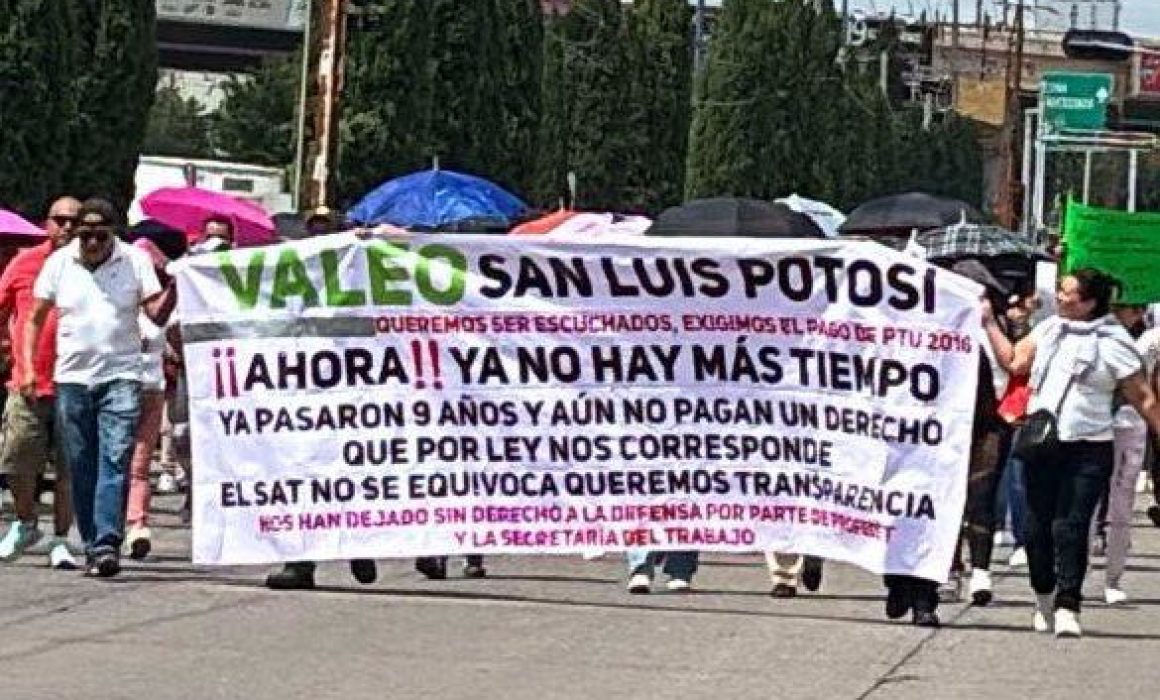 VALEO SAN LUIS POTOSÍ
QUEREMOS SER ESCUCHADOS, EXIGIMOS EL PAGO DE PTU 2016
¡¡AHORA!! YA NO HAY MÁS TIEMPO
YA PASARON 9 AÑOS Y AÚN NO PAGAN UN DERECHO
QUE POR LEY NOS CORRESPONDE
EL SAT NO SE EQUIVOCA QUEREMOS TRANSPARENCIA
NOS HAN DEJADO SIN DERECHO A LA DEFENSA POR PARTE DE PROFEDET
Y LA SECRETARÍA DEL TRABAJO